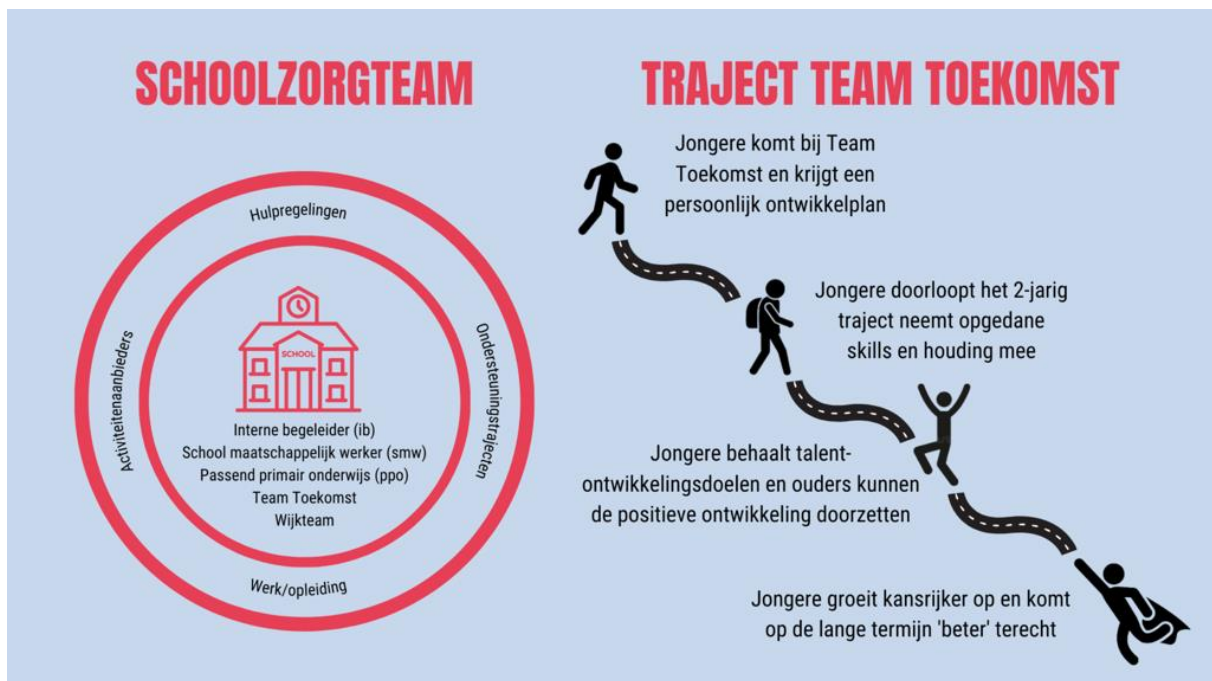 SCHOOLZORGTEAM
Hulpregelingen
Activiteitenaanbieders
Ondersteuningstrajecten
SCHOOL
Interne begeleider (ib)
School maatschappelijk werker (smw)
Passend primair onderwijs (ppo)
Team Toekomst
Wijkteam
Werk/opleiding
TRAJECT TEAM TOEKOMST
Jongere komt bij Team
Toekomst en krijgt een
persoonlijk ontwikkelplan
Jongere doorloopt het 2-jarig
traject neemt opgedane
skills en houding mee
Jongere behaalt talent-
ontwikkelingsdoelen en ouders kunnen
de positieve ontwikkeling doorzetten
Jongere groeit kansrijker op en komt
op de lange termijn 'beter' terecht